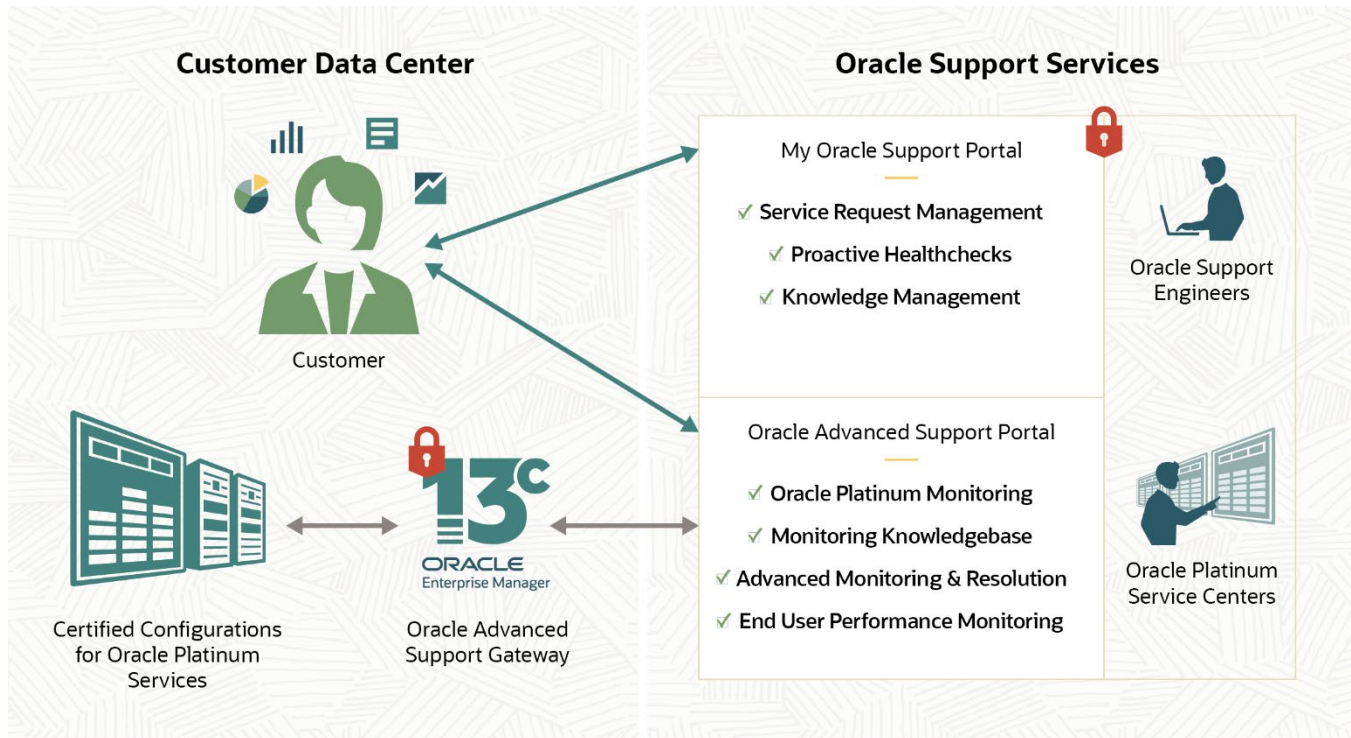 Customer Data Center
Customer
Certified Configurations
for Oracle Platinum
Services
13c
ORACLE
Enterprise Manager
Oracle Advanced
Support Gateway
Oracle Support Services
My Oracle Support Portal
Service Request Management
Proactive Healthchecks
Knowledge Management
Oracle Support
Engineers
Oracle Advanced Support Portal
Oracle Platinum Monitoring
Monitoring Knowledgebase
Advanced Monitoring & Resolution
End User Performance Monitoring
Oracle Platinum
Service Centers